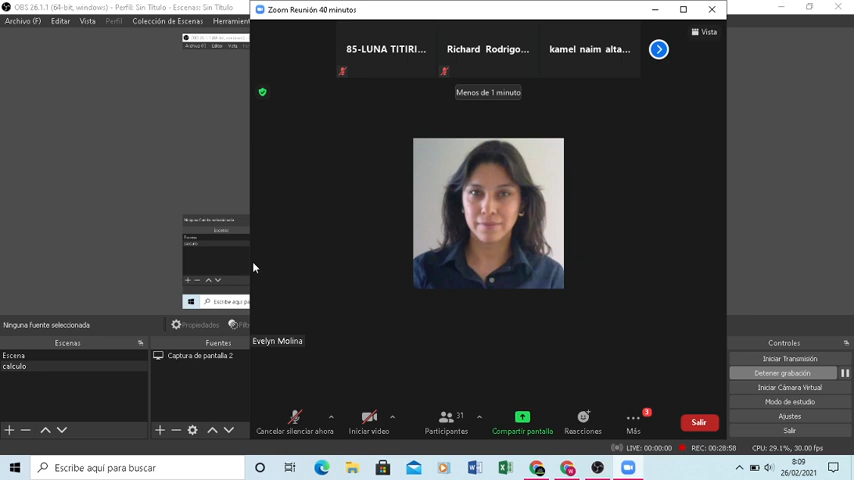 OBS 26.1.1 (64-bit, windows) - Perfil: Sin Título - Escenas: Sin Título
Archivo (F) Editar Vista Perfil Colección de Escenas Herramien
Zoom Reunión 40 minutos
85-LUNA TITIRI... Richard Rodrigo... kamel naim alta...
Vista
Menos de 1 minuto
Evelyn Molina
Cancelar silenciar ahora Iniciar video 31 Participantes Compartir pantalla Reacciones 3 Más Salir
Ninguna fuente seleccionada
Propiedades Filtr
Escenas
Escena
calculo
Fuentes
Captura de pantalla 2
Controles
Iniciar Transmisión
Detener grabación
Iniciar Cámara Virtual
Modo de estudio
Ajustes
Salir
LIVE: 00:00:00 REC: 00:28:58 CPU: 29.1%, 30.00 fps
Escribe aquí para buscar
8:09
26/02/2021